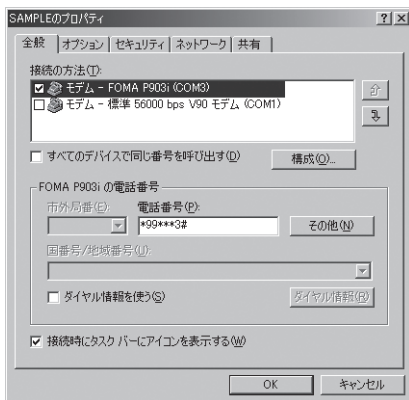 SAMPLEのプロパティ
全般 オプション セキュリティ ネットワーク 共有
接続の方法(T):
モデム - FOMA P903i (COM3)
モデム - 標準 56000 bps V90 モデム (COM1)
すべてのデバイスで同じ番号を呼び出す(D) 構成(O)...
FOMA P903i の電話番号
市外局番(E): 電話番号(P):
*99***3# その他(N)
国番号/地域番号(U):
ダイヤル情報を使う(S) ダイヤル情報(R)
接続時にタスク バーにアイコンを表示する(W)
OK キャンセル